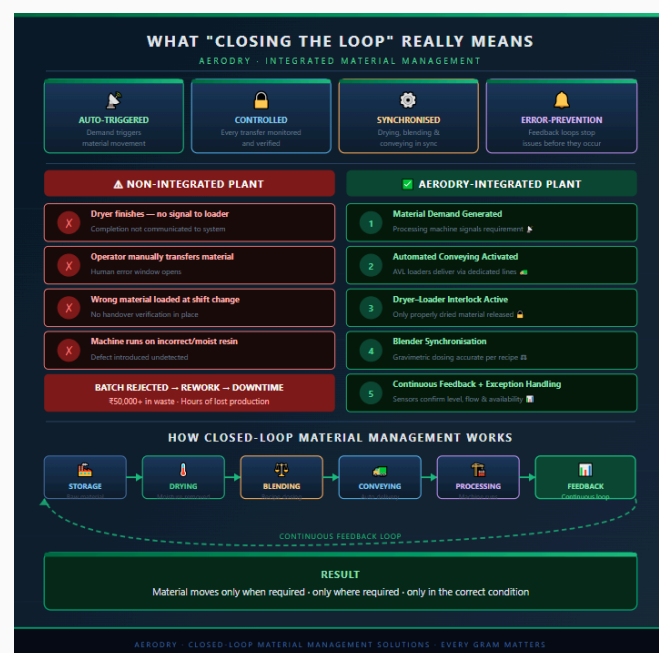 WHAT "CLOSING THE LOOP" REALLY MEANS
AERODRY · INTEGRATED MATERIAL MANAGEMENT
AUTO-TRIGGERED
Demand triggers
material movement
CONTROLLED
Every transfer monitored
and verified
SYNCHRONISED
Drying, blending &
conveying in sync
ERROR-PREVENTION
Feedback loops stop
issues before they occur
NON-INTEGRATED PLANT
X
Dryer finishes — no signal to loader
Completion not communicated to system
X
Operator manually transfers material
Human error window opens
X
Wrong material loaded at shift change
No handover verification in place
X
Machine runs on incorrect/moist resin
Defect introduced undetected
BATCH REJECTED → REWORK → DOWNTIME
₹50,000+ in waste · Hours of lost production
AERODRY-INTEGRATED PLANT
1
Material Demand Generated
Processing machine signals requirement
2
Automated Conveying Activated
AVL loaders deliver via dedicated lines
3
Dryer–Loader Interlock Active
Only properly dried material released
4
Blender Synchronisation
Gravimetric dosing accurate per recipe
5
Continuous Feedback + Exception Handling
Sensors confirm level, flow & availability
HOW CLOSED-LOOP MATERIAL MANAGEMENT WORKS
STORAGE
DRYING
BLENDING
CONVEYING
PROCESSING
FEEDBACK
Continuous loop
CONTINUOUS FEEDBACK LOOP
RESULT
Material moves only when required · only where required · only in the correct condition
AERODRY · CLOSED-LOOP MATERIAL MANAGEMENT SOLUTIONS · EVERY GRAM MATTERS